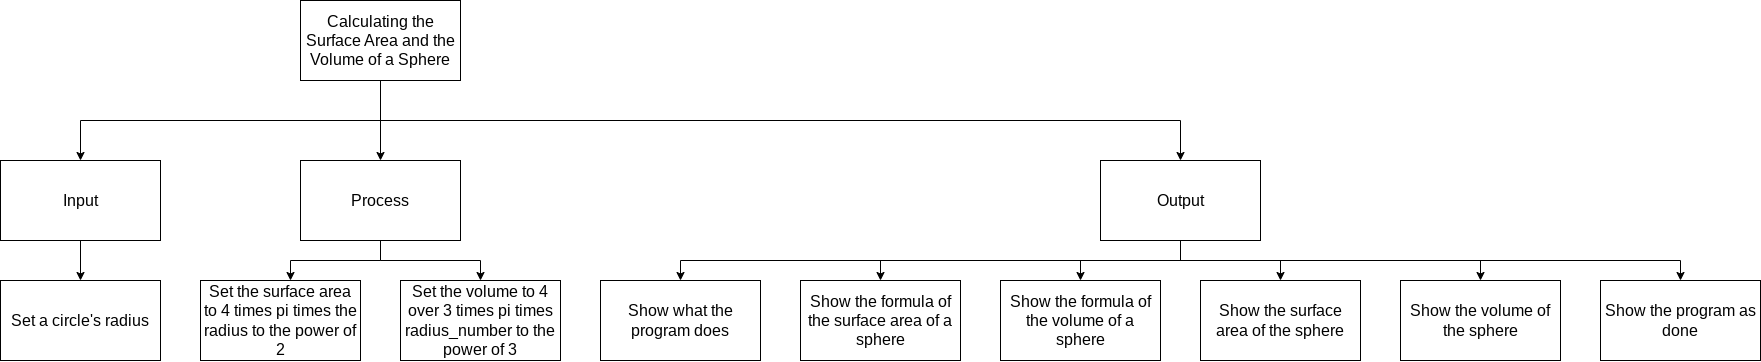 Calculating the
Surface Area and the
Volume of a Sphere
Input
Process
Output
Set a circle's radius
Set the surface area
to 4 times pi times the
radius to the power of
2
Set the volume to 4
over 3 times pi times
radius_number to the
power of 3
Show what the
program does
Show the formula of
the surface area of a
sphere
Show the formula of
the volume of a
sphere
Show the surface
area of the sphere
Show the volume of
the sphere
Show the program as
done